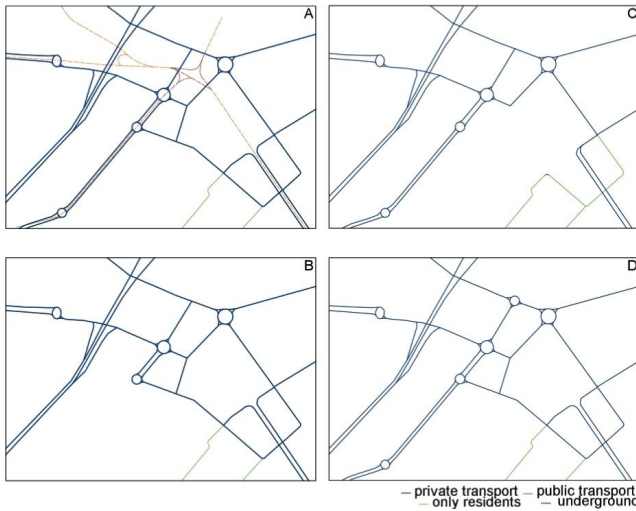 A
C
B
D
private transport public transport
only residents underground